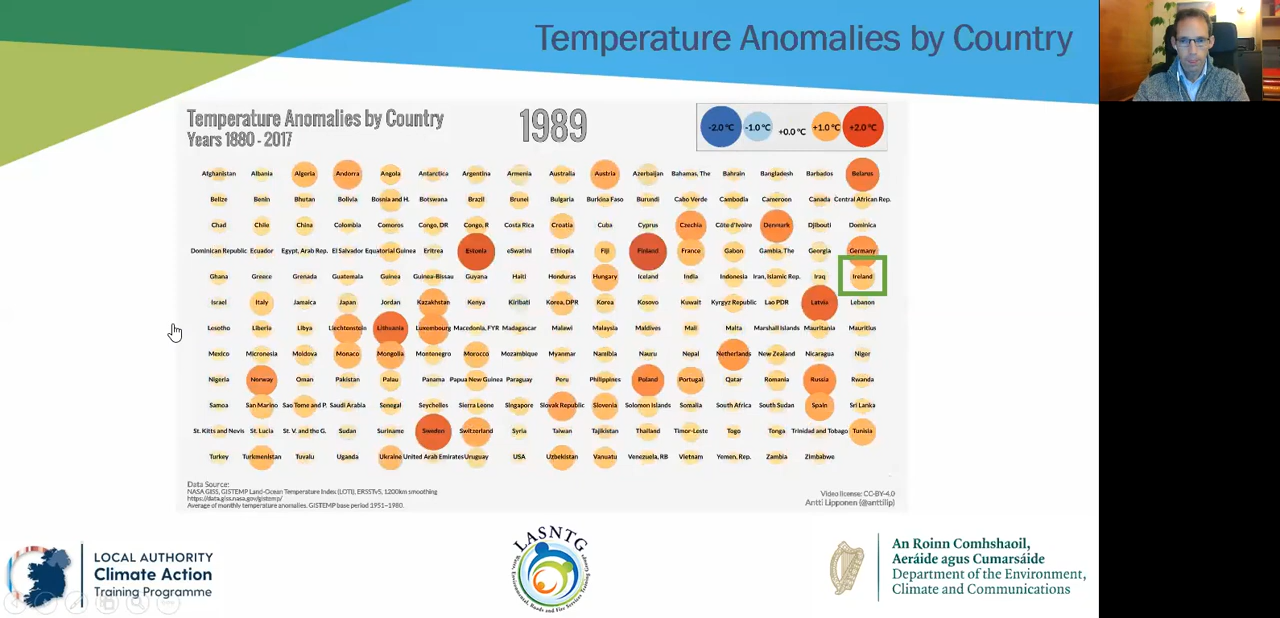 Temperature Anomalies by Country
Temperature Anomalies by Country
Years 1880 - 2017
1989
-2.0 °C -1.0 °C +0.0 °C +1.0 °C +2.0 °C
Afghanistan Albania Algeria Andorra Angola Antarctica Argentina Armenia Australia Austria Azerbaijan Bahamas, The Bahrain Bangladesh Barbados Belarus
Belize Benin Bhutan Bolivia Bosnia and H. Botswana Brazil Brunei Bulgaria Burkina Faso Burundi Cabo Verde Cambodia Cameroon Canada Central African Rep.
Chad Chile China Colombia Comoros Congo, DR Congo, R Costa Rica Croatia Cuba Cyprus Czechia Côte d'Ivoire Denmark Djibouti Dominica
Dominican Republic Ecuador Egypt, Arab Rep. El Salvador Equatorial Guinea Eritrea Estonia eSwatini Ethiopia Fiji Finland France Gabon Gambia, The Georgia Germany
Ghana Greece Grenada Guatemala Guinea Guinea-Bissau Guyana Haiti Honduras Hungary Iceland India Indonesia Iran, Islamic Rep. Iraq Ireland
Israel Italy Jamaica Japan Jordan Kazakhstan Kenya Kiribati Korea, DPR Korea Kosovo Kuwait Kyrgyz Republic Lao PDR Latvia Lebanon
Lesotho Liberia Libya Liechtenstein Lithuania Luxembourg Macedonia, FYR Madagascar Malawi Malaysia Maldives Mali Malta Marshall Islands Mauritania Mauritius
Mexico Micronesia Moldova Monaco Mongolia Montenegro Morocco Mozambique Myanmar Namibia Nauru Nepal Netherlands New Zealand Nicaragua Niger
Nigeria Norway Oman Pakistan Palau Panama Papua New Guinea Paraguay Peru Philippines Poland Portugal Qatar Romania Russia Rwanda
Samoa San Marino Sao Tome and P. Saudi Arabia Senegal Seychelles Sierra Leone Singapore Slovak Republic Slovenia Solomon Islands Somalia South Africa South Sudan Spain Sri Lanka
St. Kitts and Nevis St. Lucia St. V. and the G. Sudan Suriname Sweden Switzerland Syria Taiwan Tajikistan Thailand Timor-Leste Togo Tonga Trinidad and Tobago Tunisia
Turkey Turkmenistan Tuvalu Uganda Ukraine United Arab Emirates Uruguay USA Uzbekistan Vanuatu Venezuela, RB Vietnam Yemen, Rep. Zambia Zimbabwe
Data Source:
NASA GISS, GISTEMP Land-Ocean Temperature Index (LOTI), ERSSTv5, 1200km smoothing
https://data.giss.nasa.gov/gistemp/
Average of monthly temperature anomalies. GISTEMP base period 1951-1980.
Video license: CC-BY-4.0
Antti Lipponen (@anttilip)
LOCAL AUTHORITY
Climate Action
Training Programme
LASNTG
Water, Environmental, Roads and Fire Services Training Group
An Roinn Comhshaoil,
Aeráide agus Cumarsáide
Department of the Environment,
Climate and Communications